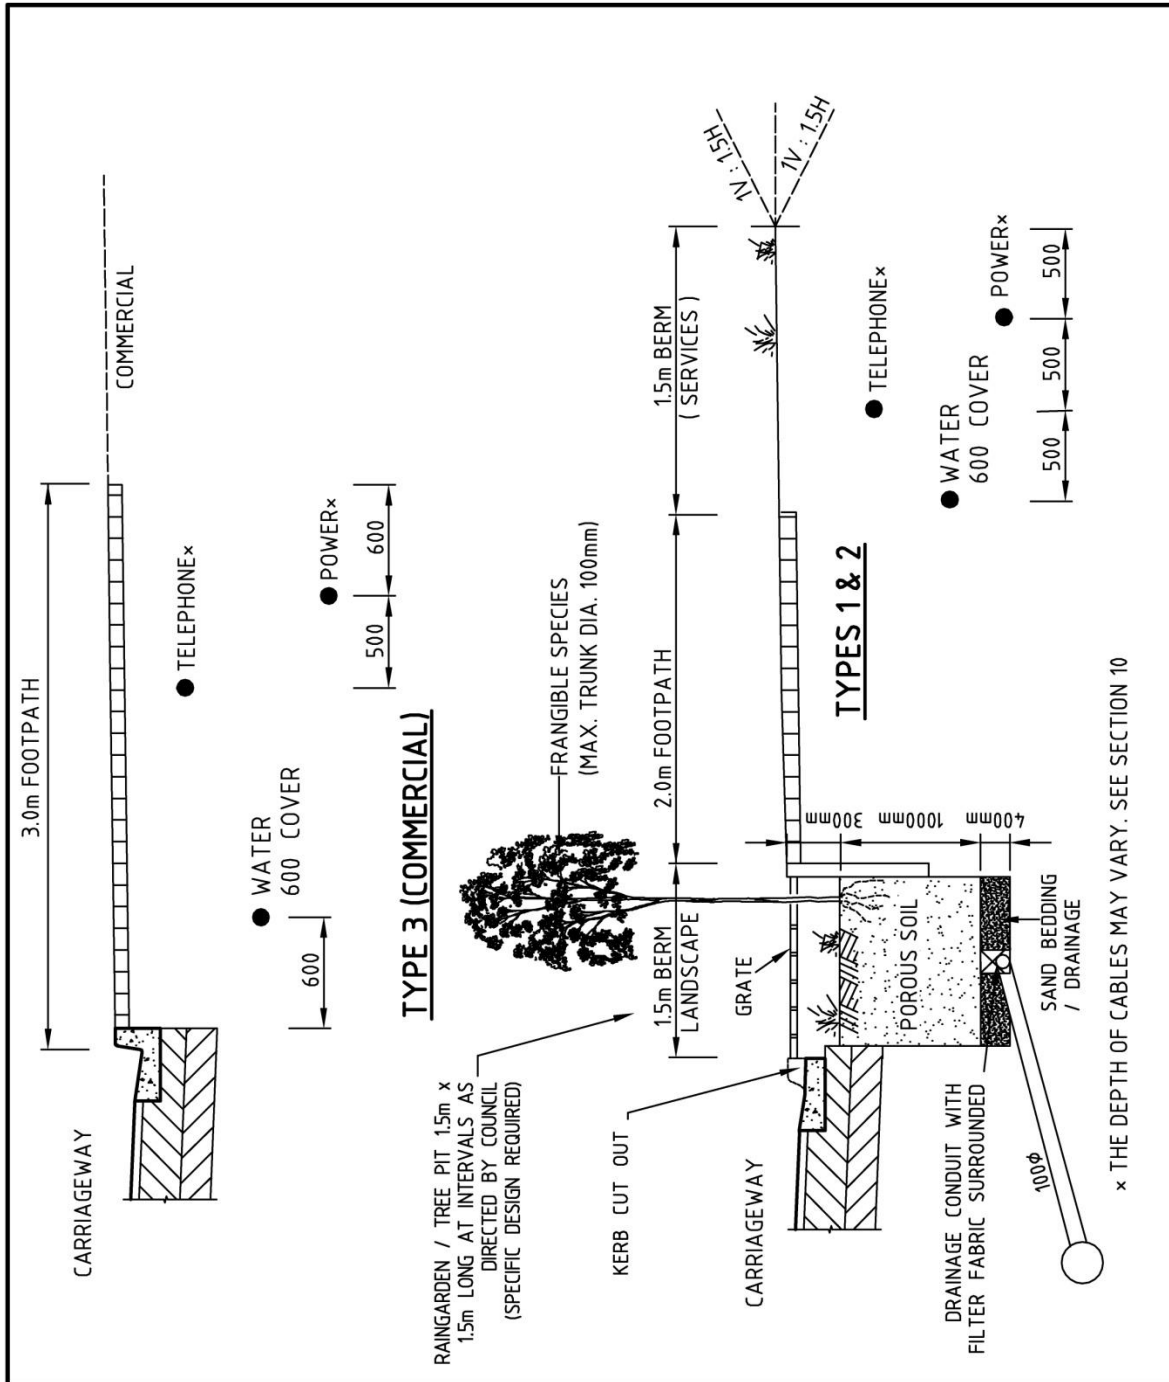 3.0m FOOTPATH
COMMERCIAL
CARRIAGEWAY
TELEPHONE×
WATER
600 COVER
POWER×
600
500
600
TYPE 3 (COMMERCIAL)
RAINGARDEN / TREE PIT 1.5m x
1.5m LONG AT INTERVALS AS
DIRECTED BY COUNCIL
(SPECIFIC DESIGN REQUIRED)
FRANGIBLE SPECIES
(MAX. TRUNK DIA. 100mm)
KERB CUT OUT
1.5m BERM
LANDSCAPE
2.0m FOOTPATH
1.5m BERM
( SERVICES )
1V : 1.5H
1V : 1.5H
GRATE
CARRIAGEWAY
300mm
1000mm
400mm
POROUS SOIL
TYPES 1 & 2
TELEPHONE×
WATER
600 COVER
POWER×
500
500
500
DRAINAGE CONDUIT WITH
FILTER FABRIC SURROUNDED
SAND BEDDING
/ DRAINAGE
100Φ
× THE DEPTH OF CABLES MAY VARY. SEE SECTION 10